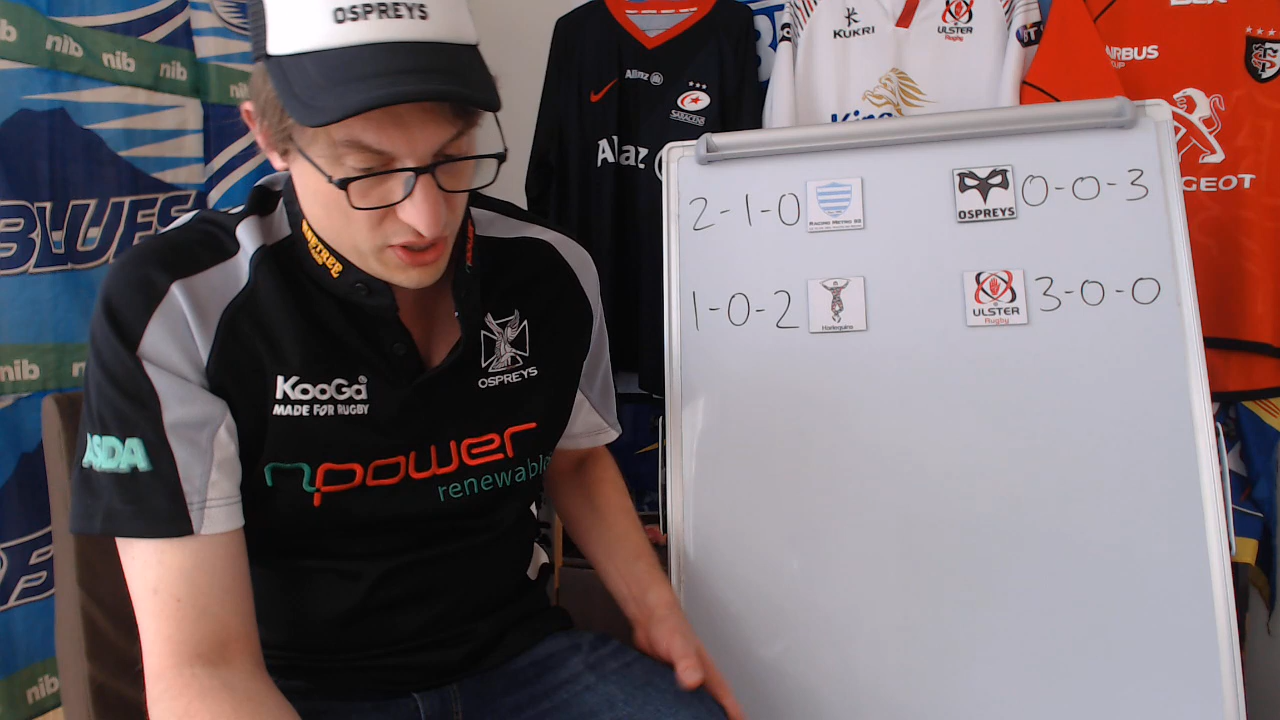 OSPREYS
nib
nib
nib
BLUES
nib
ASDA
nib
KooGa
MADE FOR RUGBY
OSPREYS
npower
renewable
Allianz
SARACENS
KUKRI
ULSTER
Rugby
BT
AIRBUS
PEUGEOT
2-1-0
RACING METRO 92
OSPREYS
0-0-3
1-0-2
Harlequins
ULSTER
Rugby
3-0-0